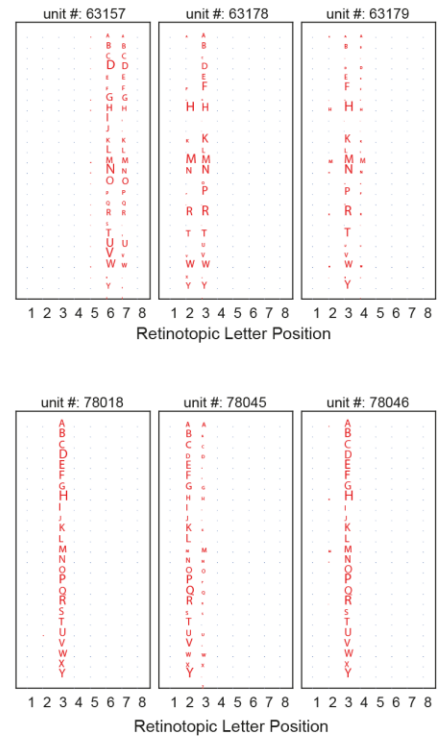 unit #: 63157 unit #: 63178 unit #: 63179
A
B B B B
C C
D D D
E E E E
F F F
G G
H H H H H
I
J
K K K K
L L L
M M M M M M
N N N N N
O O
P P P P
Q
R R R R R
T T T T
U U U
V V
W W W W W
Y Y Y Y
1 2 3 4 5 6 7 8 1 2 3 4 5 6 7 8 1 2 3 4 5 6 7 8
Retinotopic Letter Position
unit #: 78018 unit #: 78045 unit #: 78046
A A A A
B B B
C C C C
D D D D
E E E
F F F
G G G G
H H H H
I I I
J J J
K K K
L L L
M M M
N N N
O O O O
P P P
Q Q Q
R R R
S S S
T T T
U U U
V V V
W W W
X X X
Y Y Y
1 2 3 4 5 6 7 8 1 2 3 4 5 6 7 8 1 2 3 4 5 6 7 8
Retinotopic Letter Position